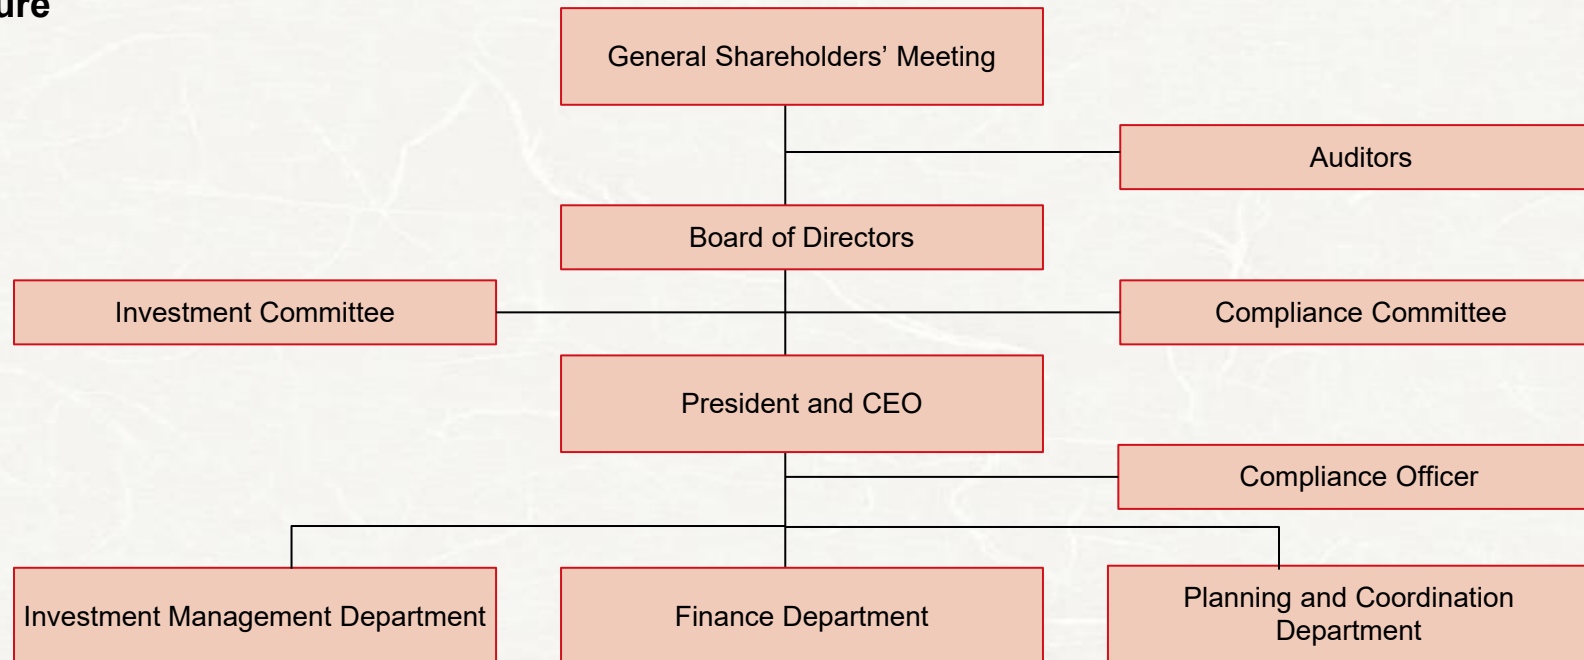 General Shareholders’ Meeting
Auditors
Board of Directors
Investment Committee
Compliance Committee
President and CEO
Compliance Officer
Investment Management Department
Finance Department
Planning and Coordination
Department